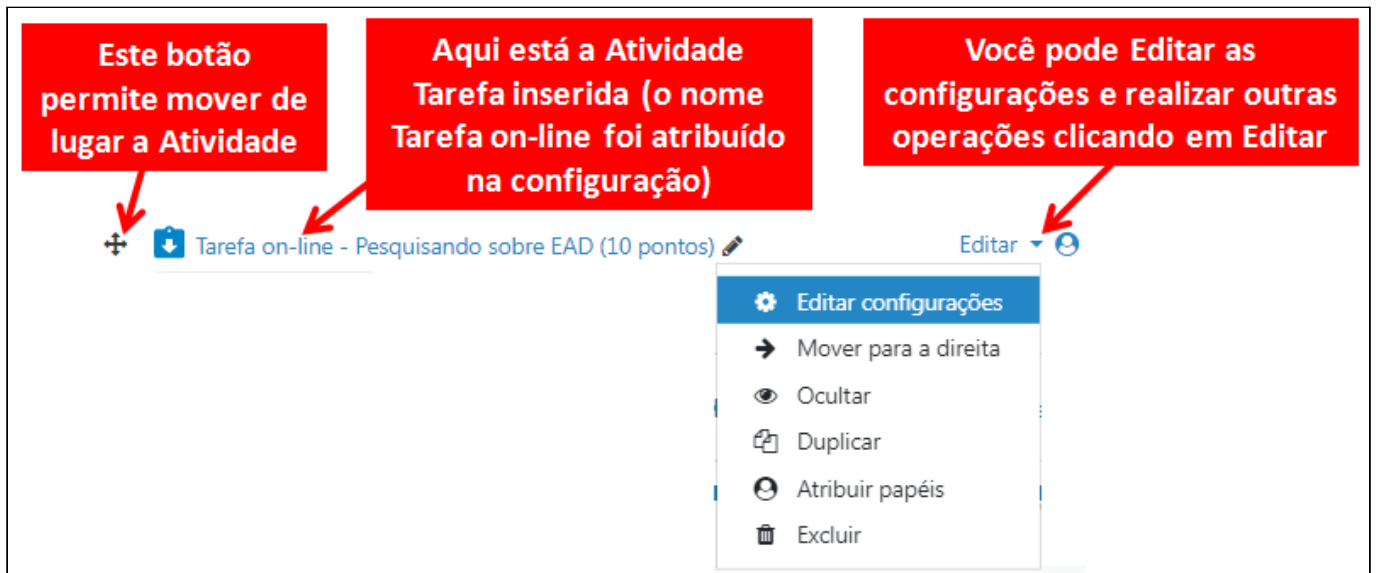 Este botão
permite mover de
lugar a Atividade
Aqui está a Atividade
Tarefa inserida (o nome
Tarefa on-line foi atribuído
na configuração)
Você pode Editar as
configurações e realizar outras
operações clicando em Editar
Tarefa on-line - Pesquisando sobre EAD (10 pontos)
Editar
Editar configurações
Mover para a direita
Ocultar
Duplicar
Atribuir papéis
Excluir